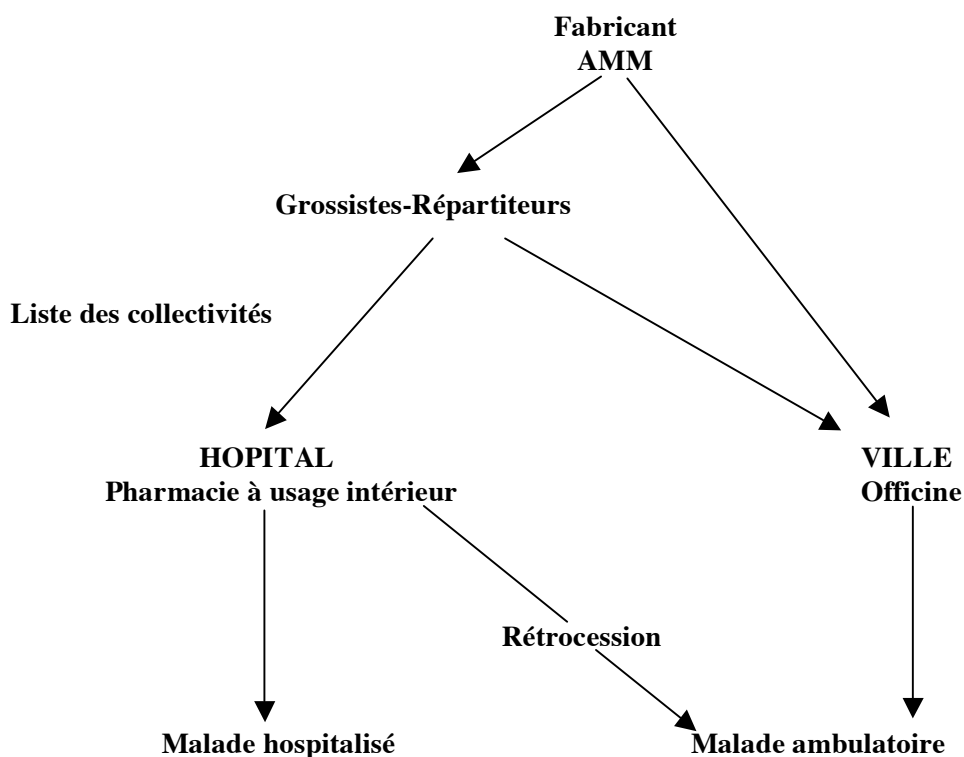 Fabricant
AMM
Grossistes-Répartiteurs
Liste des collectivités
HOPITAL
Pharmacie à usage intérieur
VILLE
Officine
Rétrocession
Malade hospitalisé
Malade ambulatoire